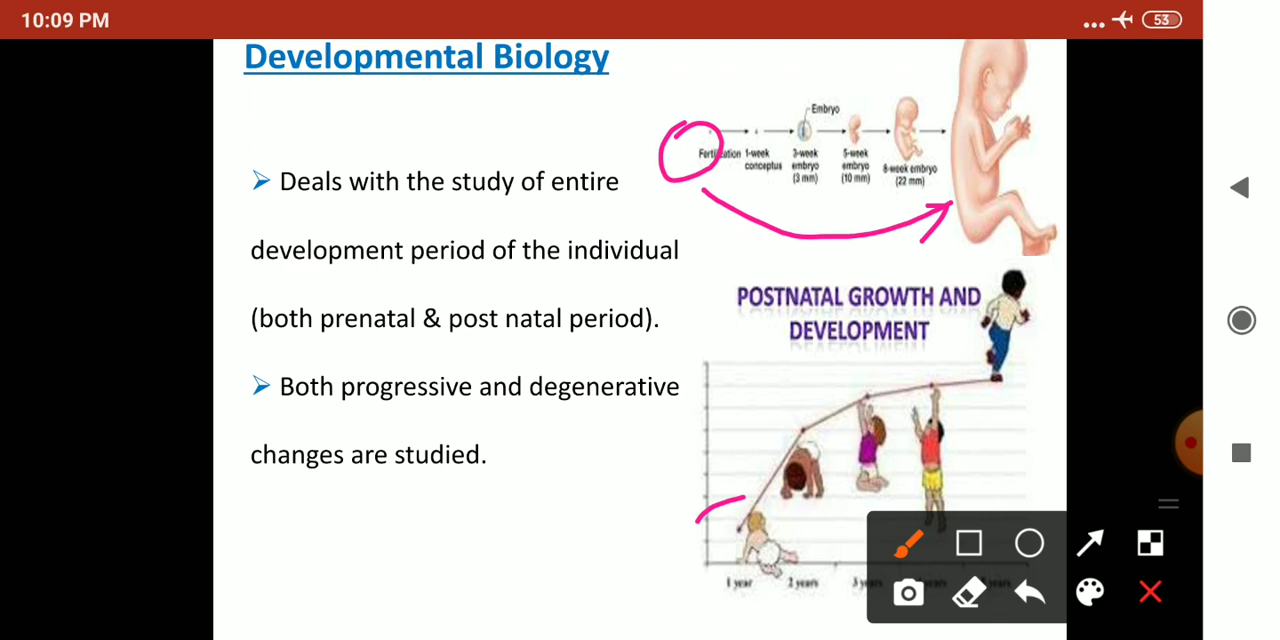 10:09 PM
53
Developmental Biology
Embryo
Fertilization 1-week 3-week 5-week 8-week embryo
conceptus embryo embryo (22 mm)
(3 mm) (10 mm)
➢ Deals with the study of entire
development period of the individual
(both prenatal & post natal period).
➢ Both progressive and degenerative
changes are studied.
POSTNATAL GROWTH AND
DEVELOPMENT
1 year 2 years 3 years